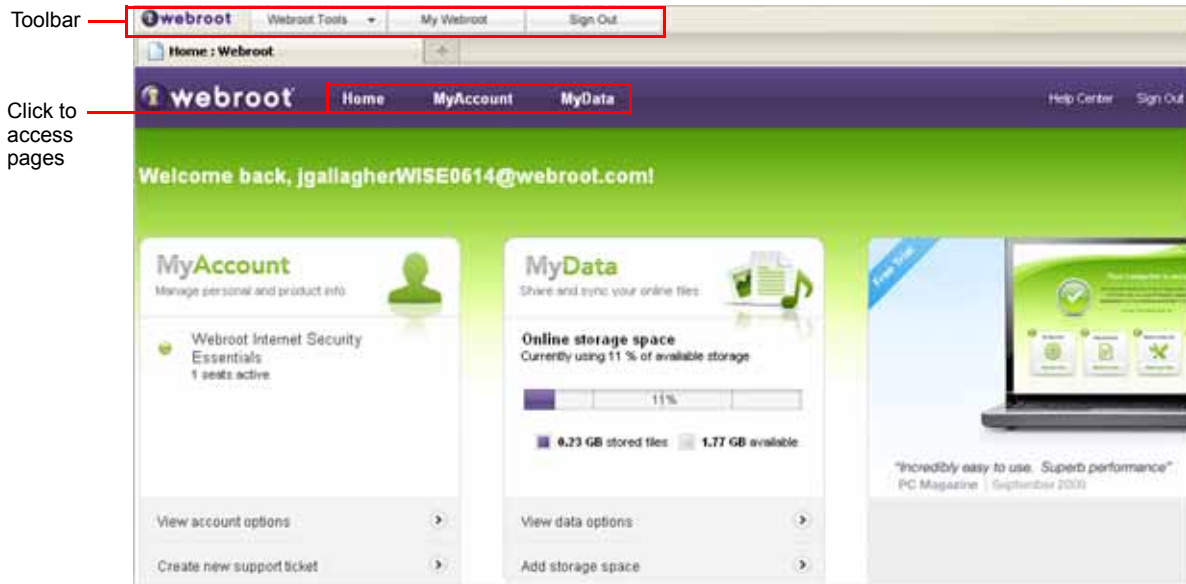 Toolbar
webroot Webroot Tools My Webroot Sign Out
Home : Webroot
webroot Home MyAccount MyData Help Center Sign Out
Click to
access
pages
Welcome back, jgallagherWISE0614@webroot.com!
MyAccount
Manage personal and product info
Webroot Internet Security
Essentials
1 seats active
View account options
Create new support ticket
MyData
Share and sync your online files
Online storage space
Currently using 11 % of available storage
11%
0.23 GB stored files 1.77 GB available
View data options
Add storage space
Free Trial
"Incredibly easy to use. Superb performance"
PC Magazine | September 2009